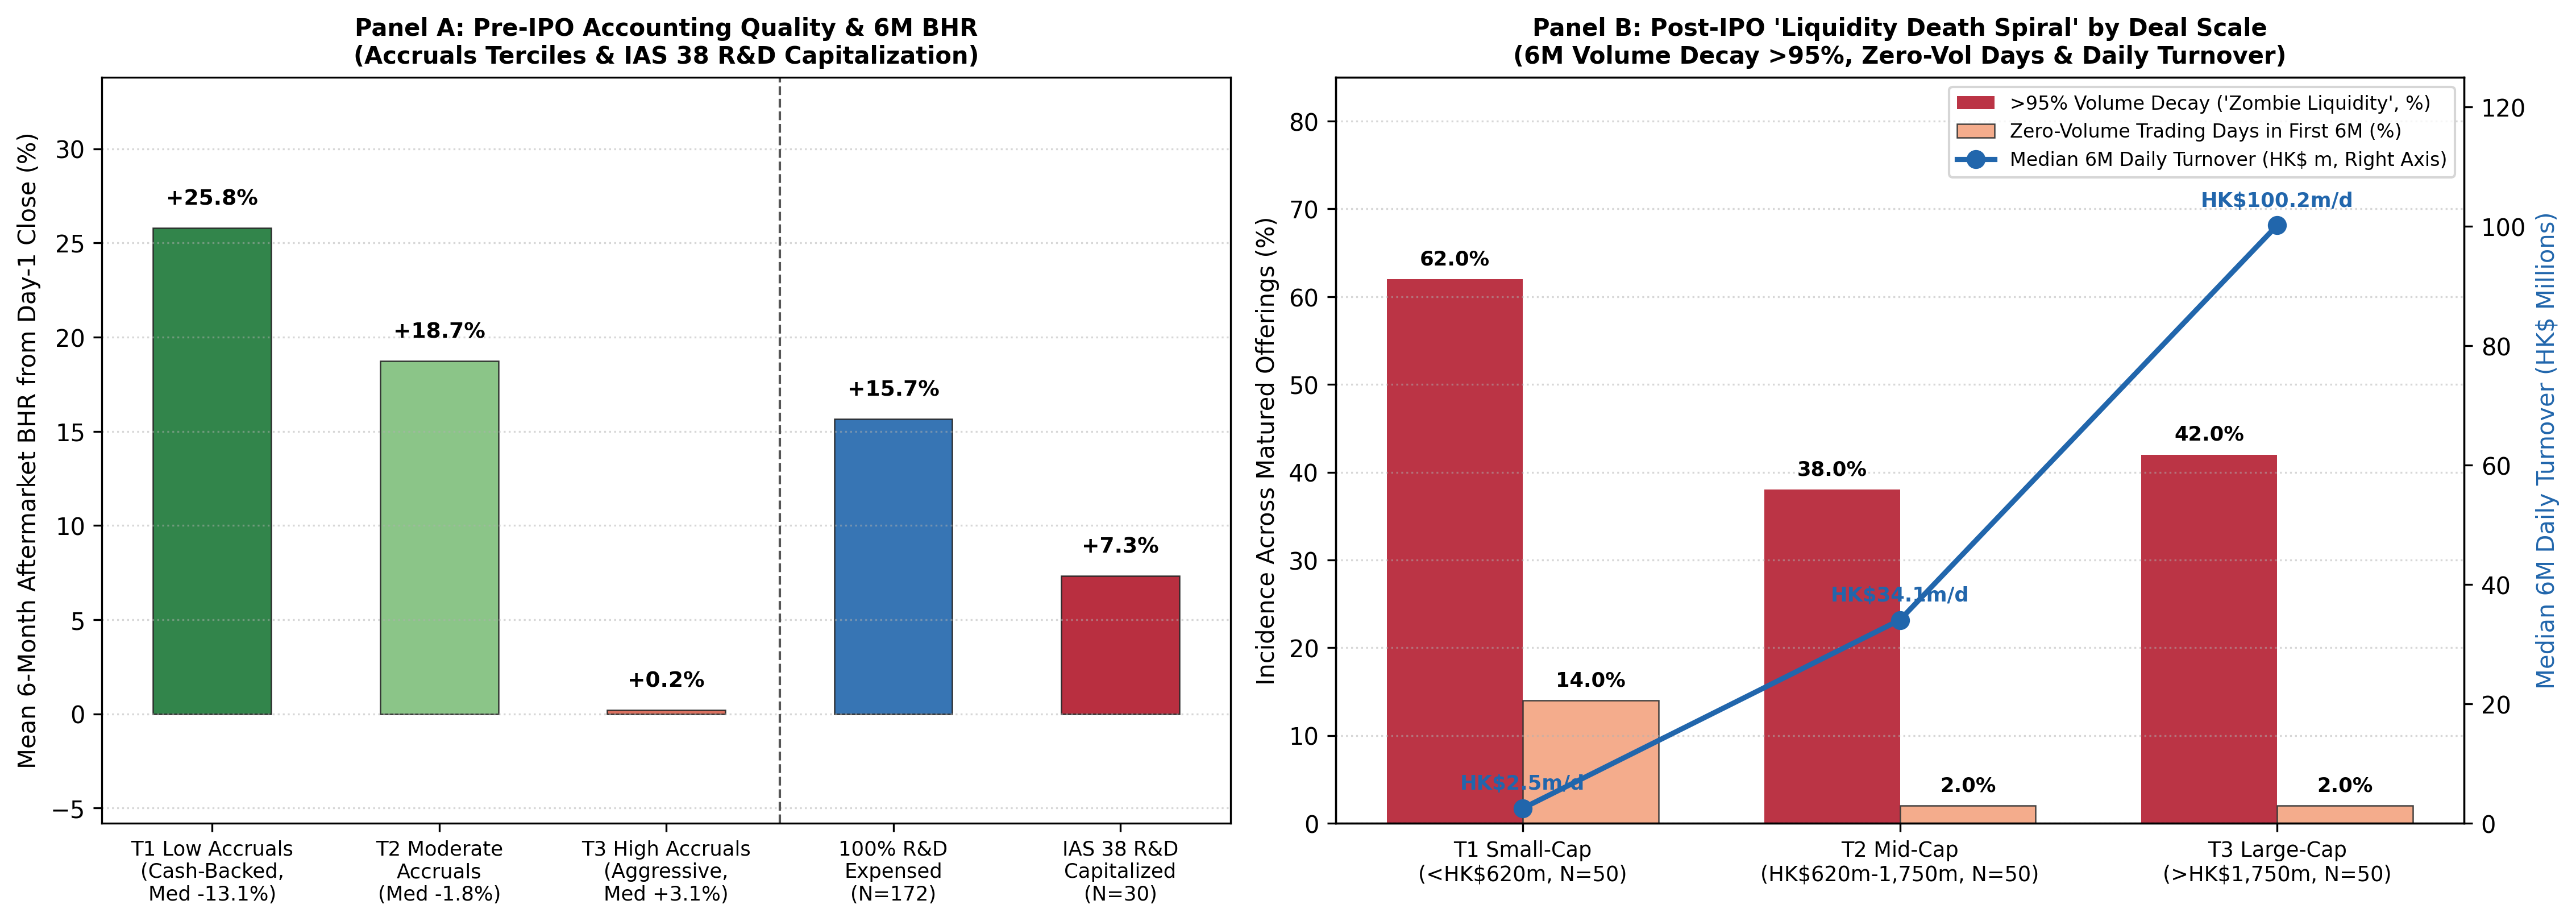 Panel A: Pre-IPO Accounting Quality & 6M BHR
(Accruals Terciles & IAS 38 R&D Capitalization)
Mean 6-Month Aftermarket BHR from Day-1 Close (%)
30
25
20
15
10
5
0
−5
+25.8%
+18.7%
+0.2%
+15.7%
+7.3%
T1 Low Accruals
(Cash-Backed,
Med -13.1%)
T2 Moderate
Accruals
(Med -1.8%)
T3 High Accruals
(Aggressive,
Med +3.1%)
100% R&D
Expensed
(N=172)
IAS 38 R&D
Capitalized
(N=30)
Panel B: Post-IPO 'Liquidity Death Spiral' by Deal Scale
(6M Volume Decay >95%, Zero-Vol Days & Daily Turnover)
Incidence Across Matured Offerings (%)
80
70
60
50
40
30
20
10
0
>95% Volume Decay ('Zombie Liquidity', %)
Zero-Volume Trading Days in First 6M (%)
Median 6M Daily Turnover (HK$ m, Right Axis)
62.0%
14.0%
HK$2.5m/d
38.0%
2.0%
HK$34.1m/d
42.0%
2.0%
HK$100.2m/d
T1 Small-Cap
(<HK$620m, N=50)
T2 Mid-Cap
(HK$620m-1,750m, N=50)
T3 Large-Cap
(>HK$1,750m, N=50)
120
100
80
60
40
20
0
Median 6M Daily Turnover (HK$ Millions)